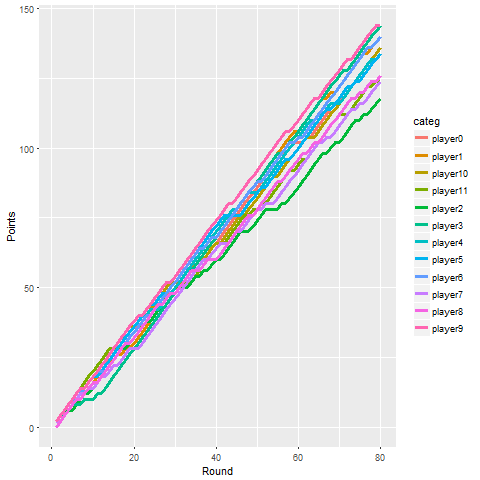 150
100
50
0
Points
0
20
40
60
80
Round
categ
player0
player1
player10
player11
player2
player3
player4
player5
player6
player7
player8
player9